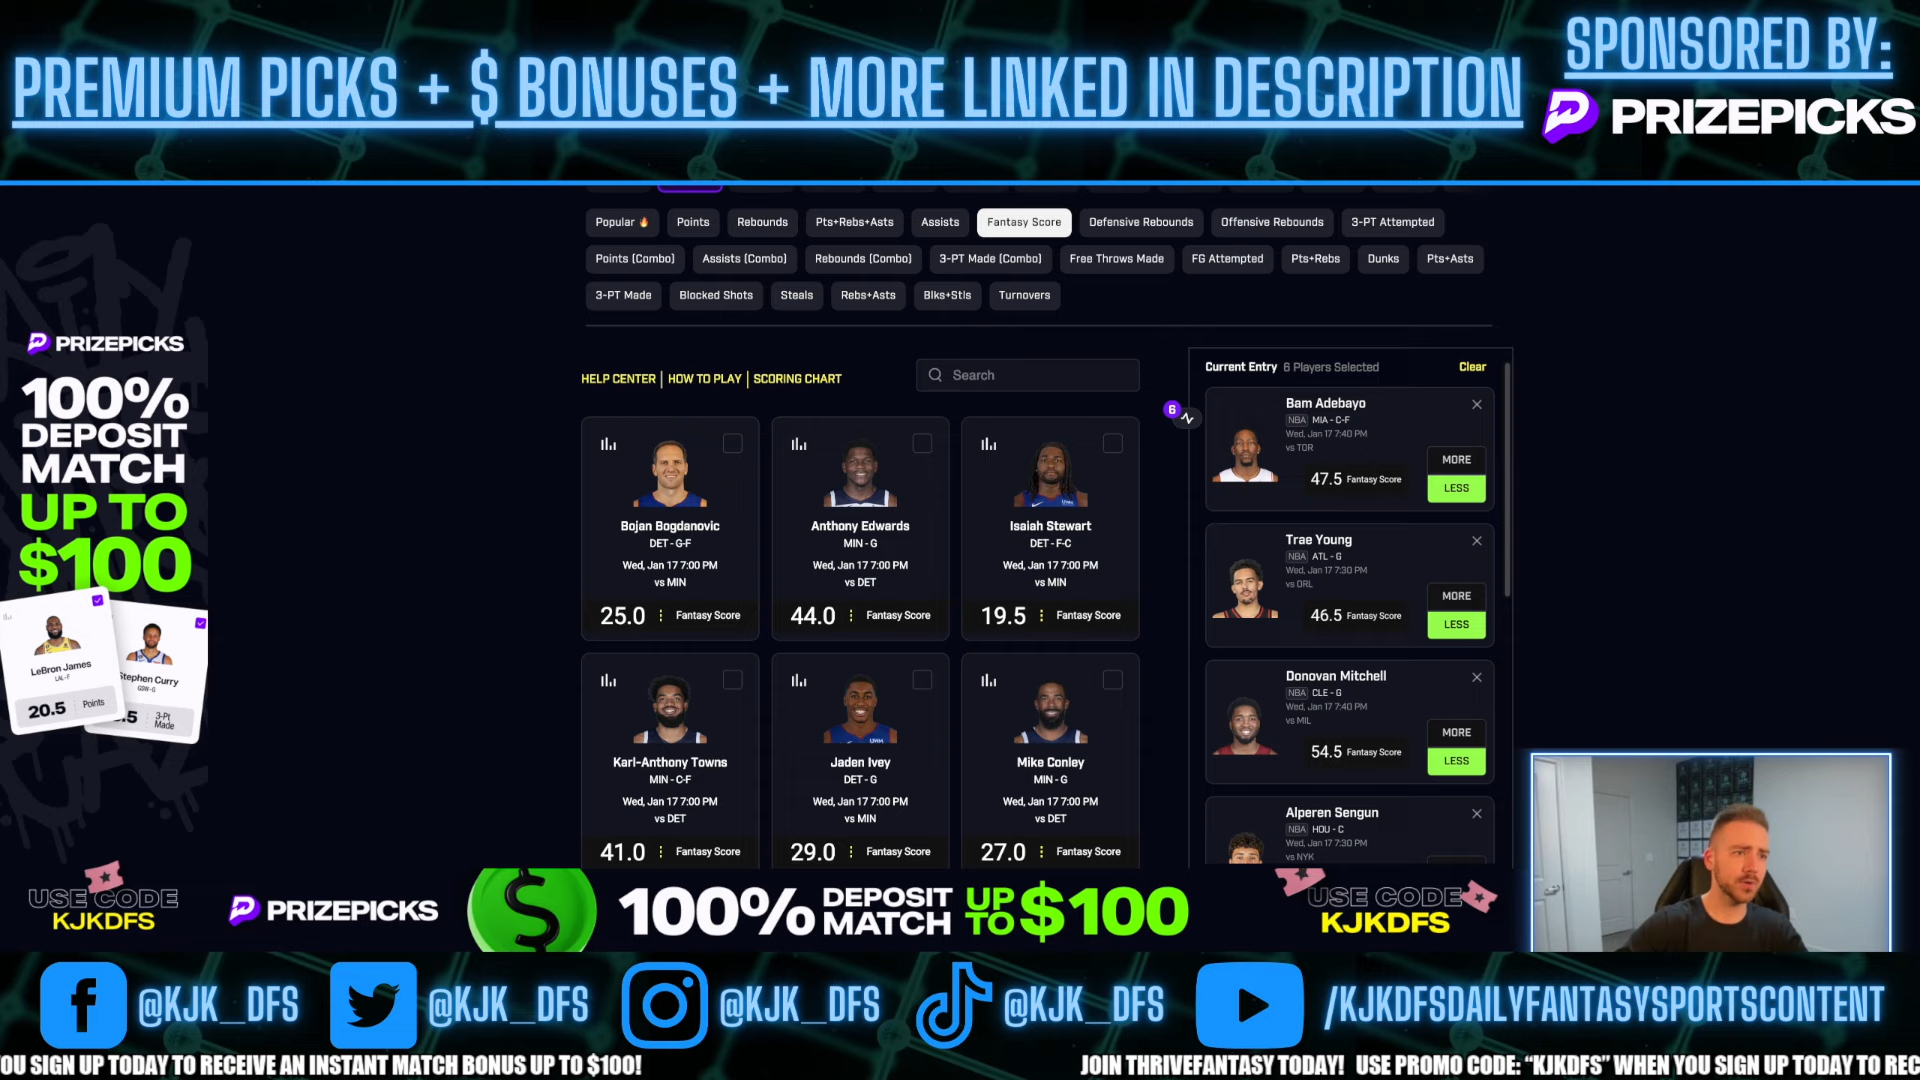 PREMIUM PICKS + $ BONUSES + MORE LINKED IN DESCRIPTION
SPONSORED BY:
PRIZEPICKS
Popular Points Rebounds Pts+Rebs+Asts Assists Fantasy Score Defensive Rebounds Offensive Rebounds 3-PT Attempted
Points (Combo) Assists (Combo) Rebounds (Combo) 3-PT Made (Combo) Free Throws Made FG Attempted Pts+Rebs Dunks Pts+Asts
3-PT Made Blocked Shots Steals Rebs+Asts Blks+Stls Turnovers
HELP CENTER | HOW TO PLAY | SCORING CHART
Search
Bojan Bogdanovic
DET - G-F
Wed, Jan 17 7:00 PM
vs MIN
25.0 Fantasy Score
Anthony Edwards
MIN - G
Wed, Jan 17 7:00 PM
vs DET
44.0 Fantasy Score
Isaiah Stewart
DET - F-C
Wed, Jan 17 7:00 PM
vs MIN
19.5 Fantasy Score
Karl-Anthony Towns
MIN - C-F
Wed, Jan 17 7:00 PM
vs DET
41.0 Fantasy Score
Jaden Ivey
DET - G
Wed, Jan 17 7:00 PM
vs MIN
29.0 Fantasy Score
Mike Conley
MIN - G
Wed, Jan 17 7:00 PM
vs DET
27.0 Fantasy Score
Current Entry 6 Players Selected Clear
6
Bam Adebayo
NBA MIA - C-F
Wed, Jan 17 7:40 PM
vs TOR
47.5 Fantasy Score
MORE
LESS
Trae Young
NBA ATL - G
Wed, Jan 17 7:30 PM
vs ORL
46.5 Fantasy Score
MORE
LESS
Donovan Mitchell
NBA CLE - G
Wed, Jan 17 7:40 PM
vs MIL
54.5 Fantasy Score
MORE
LESS
Alperen Sengun
NBA HOU - C
Wed, Jan 17 7:30 PM
vs NYK
PRIZEPICKS
100%
DEPOSIT
MATCH
UP TO
$100
LeBron James
LAL-F
20.5 Points
Stephen Curry
GSW-G
.5 3-Pt
Made
USE CODE
KJKDFS
PRIZEPICKS
100% DEPOSIT MATCH UP TO $100
USE CODE
KJKDFS
@KJK_DFS @KJK_DFS @KJK_DFS @KJK_DFS /KJKDFSDAILYFANTASYSPORTSCONTENT
OU SIGN UP TODAY TO RECEIVE AN INSTANT MATCH BONUS UP TO $100! JOIN THRIVEFANTASY TODAY! USE PROMO CODE: "KJKDFS" WHEN YOU SIGN UP TODAY TO REC